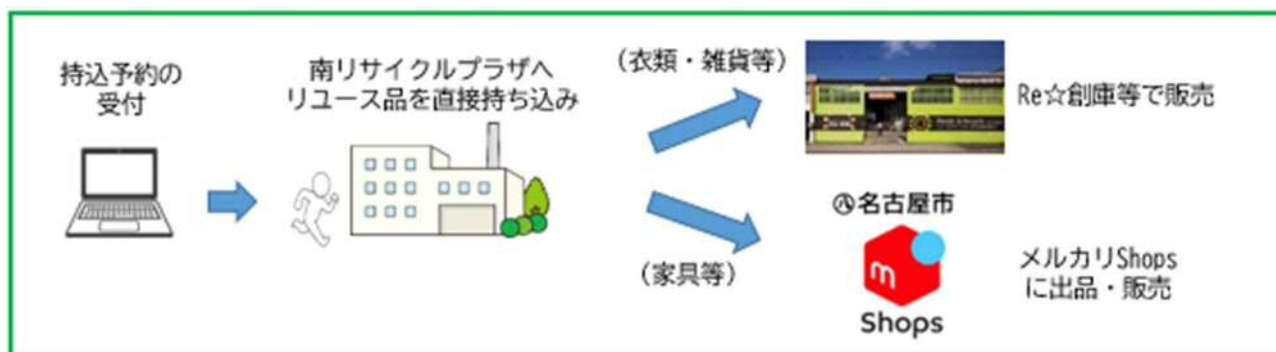 持込予約の
受付
南リサイクルプラザへ
リユース品を直接持ち込み
（衣類・雑貨等）
Re☆創庫等で販売
（家具等）
名古屋市
m
Shops
メルカリShops
に出品・販売